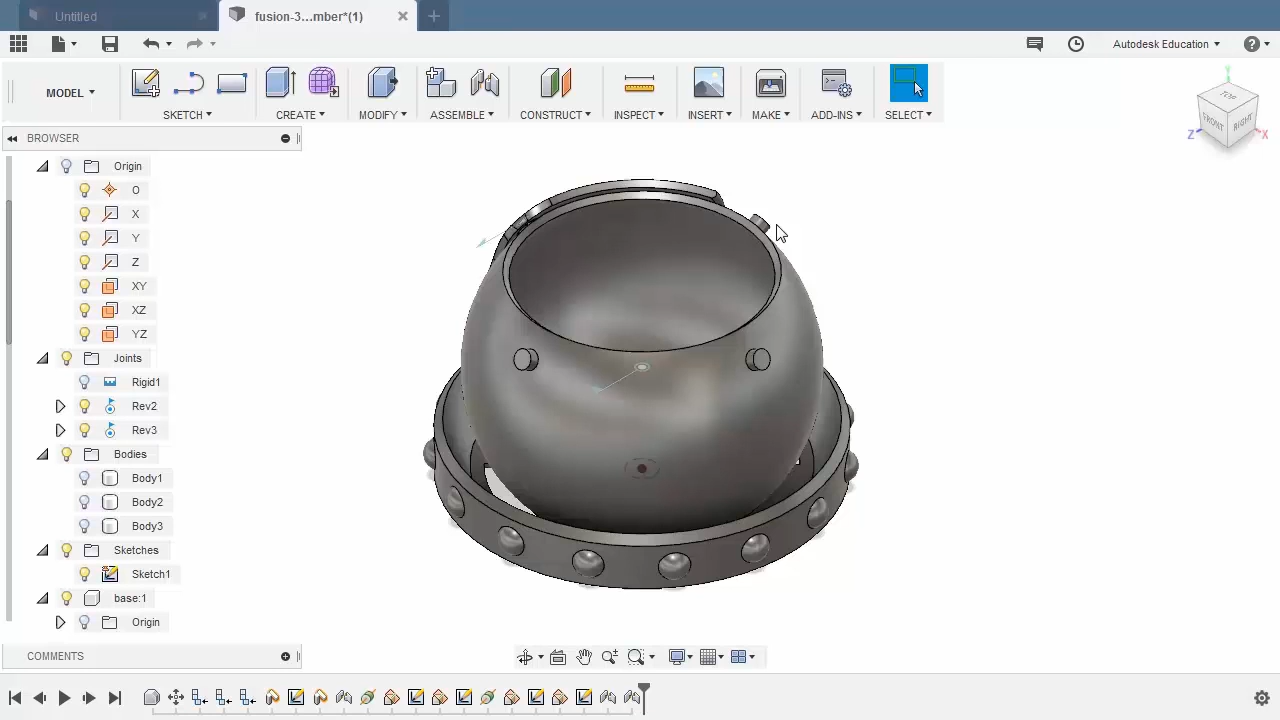 Untitled
fusion-3...mber*(1)
Autodesk Education
MODEL
SKETCH
CREATE
MODIFY
ASSEMBLE
CONSTRUCT
INSPECT
INSERT
MAKE
ADD-INS
SELECT
Y
TOP
FRONT
RIGHT
Z
X
BROWSER
Origin
O
X
Y
Z
XY
XZ
YZ
Joints
Rigid1
Rev2
Rev3
Bodies
Body1
Body2
Body3
Sketches
Sketch1
base:1
Origin
COMMENTS